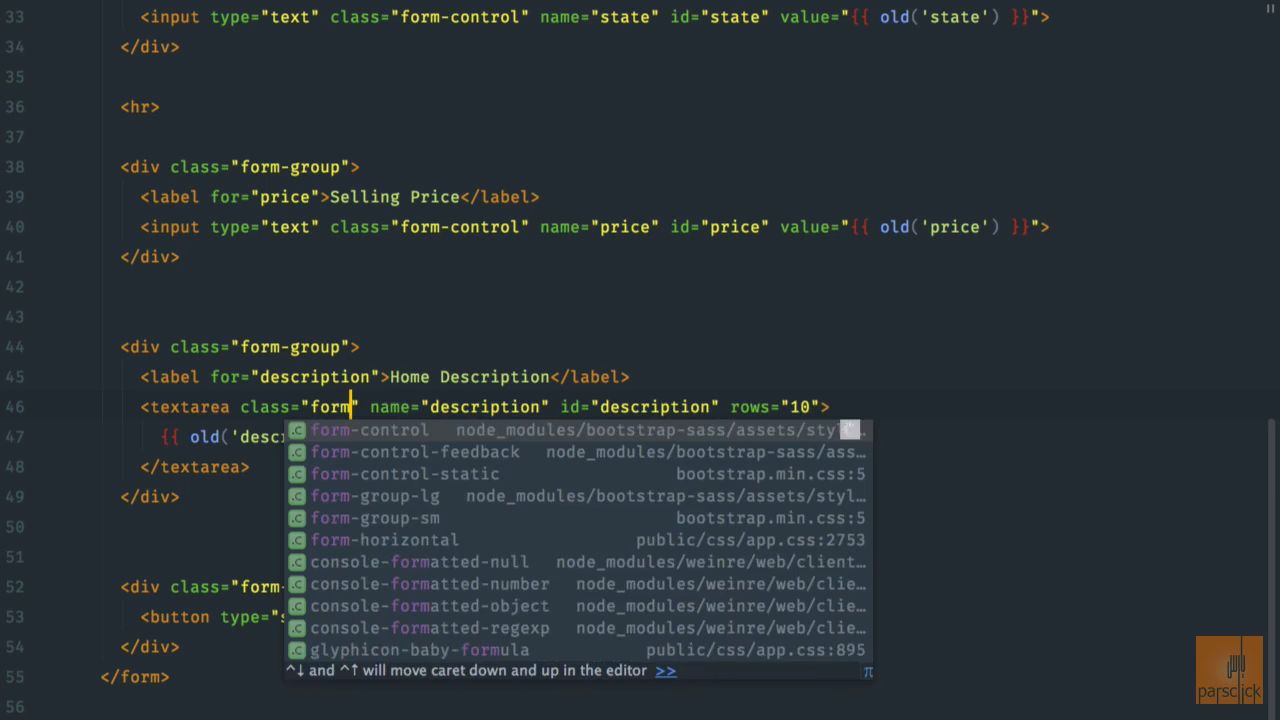 33 <input type="text" class="form-control" name="state" id="state" value="{{ old('state') }}">
34 </div>
35
36 <hr>
37
38 <div class="form-group">
39 <label for="price">Selling Price</label>
40 <input type="text" class="form-control" name="price" id="price" value="{{ old('price') }}">
41 </div>
42
43
44 <div class="form-group">
45 <label for="description">Home Description</label>
46 <textarea class="form" name="description" id="description" rows="10">
47 {{ old('descr
48 </textarea>
49 </div>
50
51
52 <div class="form-
53 <button type="s
54 </div>
55 </form>
56
form-control node_modules/bootstrap-sass/assets/styl…
form-control-feedback node_modules/bootstrap-sass/ass…
form-control-static bootstrap.min.css:5
form-group-lg node_modules/bootstrap-sass/assets/styl…
form-group-sm bootstrap.min.css:5
form-horizontal public/css/app.css:2753
console-formatted-null node_modules/weinre/web/client…
console-formatted-number node_modules/weinre/web/clie…
console-formatted-object node_modules/weinre/web/clie…
console-formatted-regexp node_modules/weinre/web/clie…
glyphicon-baby-formula public/css/app.css:895
^↓ and ^↑ will move caret down and up in the editor >> π
parsclick